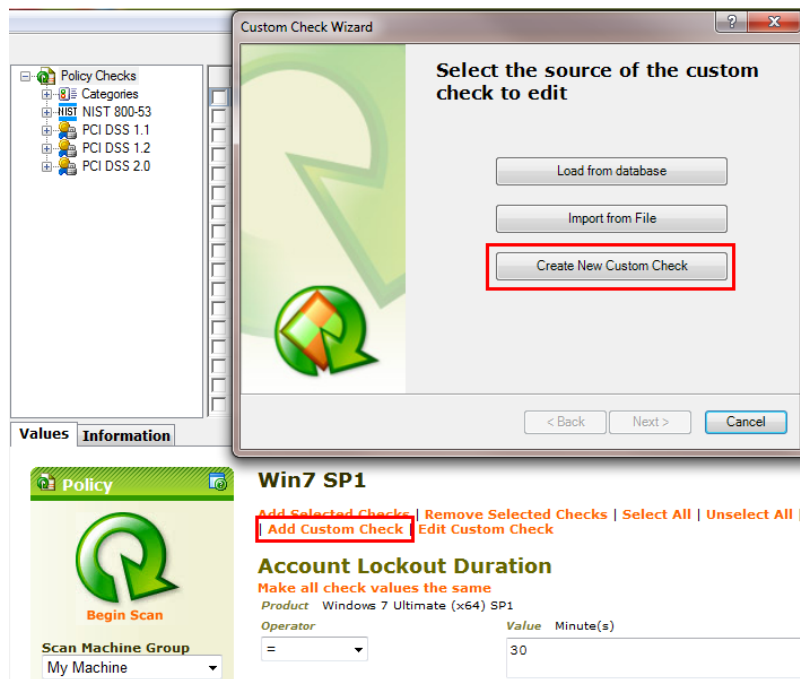 Custom Check Wizard
?
x
Select the source of the custom
check to edit
Load from database
Import from File
Create New Custom Check
< Back
Next >
Cancel
Policy Checks
Categories
NIST NIST 800-53
PCI DSS 1.1
PCI DSS 1.2
PCI DSS 2.0
Values
Information
Policy
Begin Scan
Scan Machine Group
My Machine
Win7 SP1
Add Selected Checks | Remove Selected Checks | Select All | Unselect All |
| Add Custom Check | Edit Custom Check
Account Lockout Duration
Make all check values the same
Product Windows 7 Ultimate (x64) SP1
Operator
Value Minute(s)
=
30